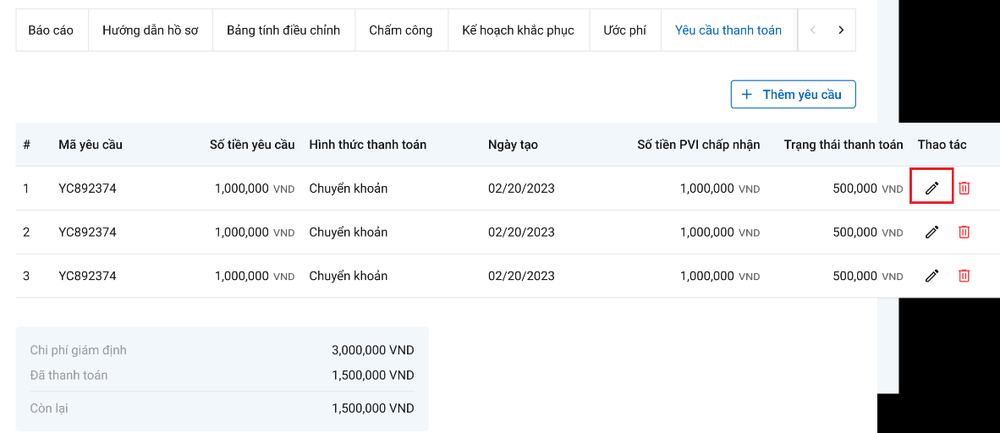 Báo cáo Hướng dẫn hồ sơ Bảng tính điều chỉnh Chấm công Kế hoạch khắc phục Ước phí Yêu cầu thanh toán
+ Thêm yêu cầu
# Mã yêu cầu Số tiền yêu cầu Hình thức thanh toán Ngày tạo Số tiền PVI chấp nhận Trạng thái thanh toán Thao tác
1 YC892374 1,000,000 VND Chuyển khoản 02/20/2023 1,000,000 VND 500,000 VND
2 YC892374 1,000,000 VND Chuyển khoản 02/20/2023 1,000,000 VND 500,000 VND
3 YC892374 1,000,000 VND Chuyển khoản 02/20/2023 1,000,000 VND 500,000 VND
Chi phí giám định 3,000,000 VND
Đã thanh toán 1,500,000 VND
Còn lại 1,500,000 VND